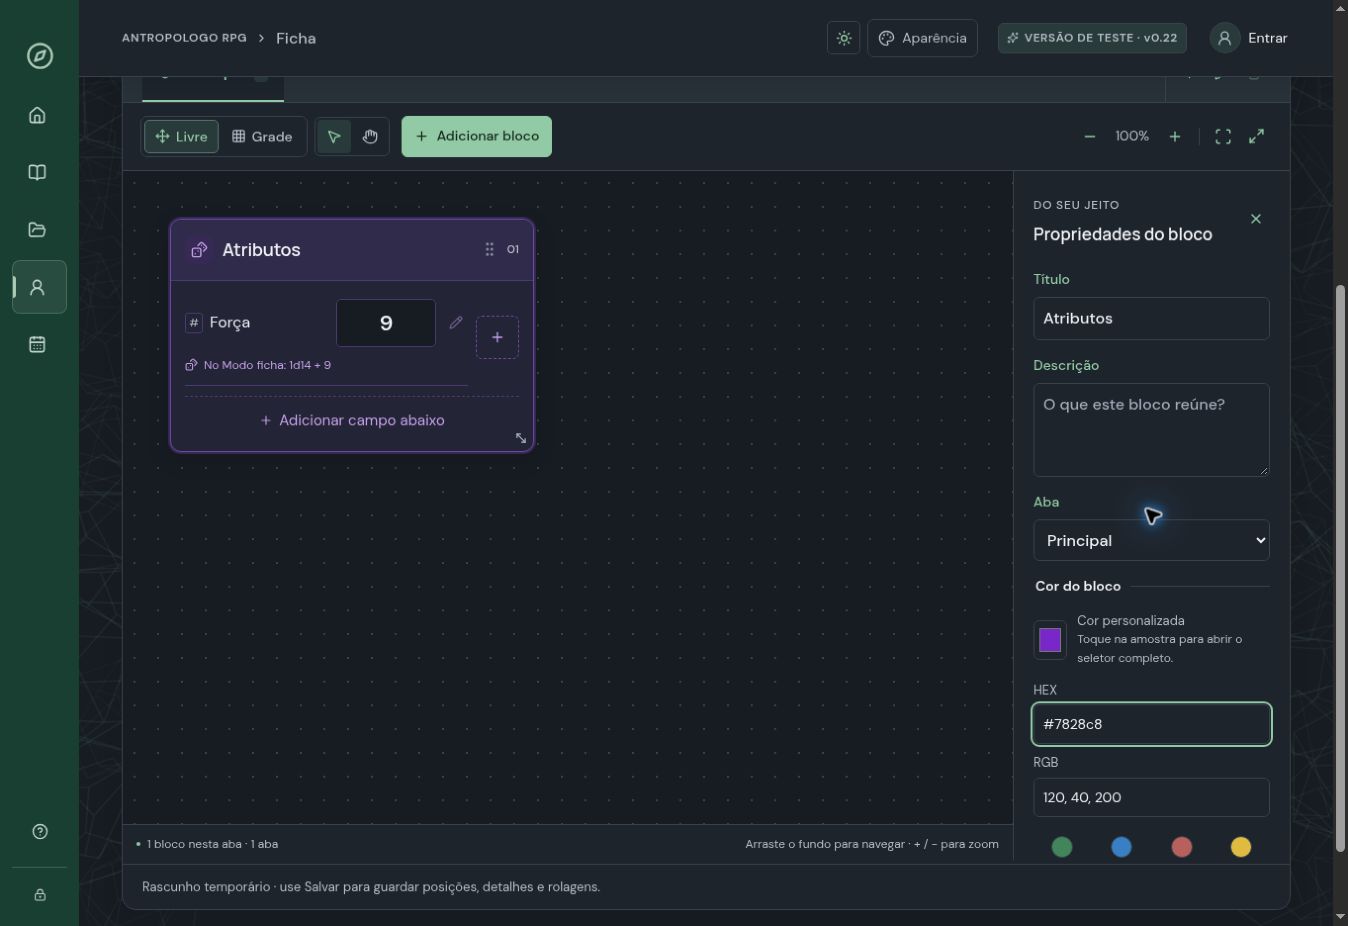 ANTROPOLOGO RPG > Ficha
Aparência
VERSÃO DE TESTE · v0.22
Entrar
Livre
Grade
+ Adicionar bloco
− 100% +
Atributos
01
# Força
9
+
No Modo ficha: 1d14 + 9
+ Adicionar campo abaixo
DO SEU JEITO
Propriedades do bloco
Título
Atributos
Descrição
O que este bloco reúne?
Aba
Principal
Cor do bloco
Cor personalizada
Toque na amostra para abrir o
seletor completo.
HEX
#7828c8
RGB
120, 40, 200
1 bloco nesta aba · 1 aba
Arraste o fundo para navegar · + / − para zoom
Rascunho temporário · use Salvar para guardar posições, detalhes e rolagens.